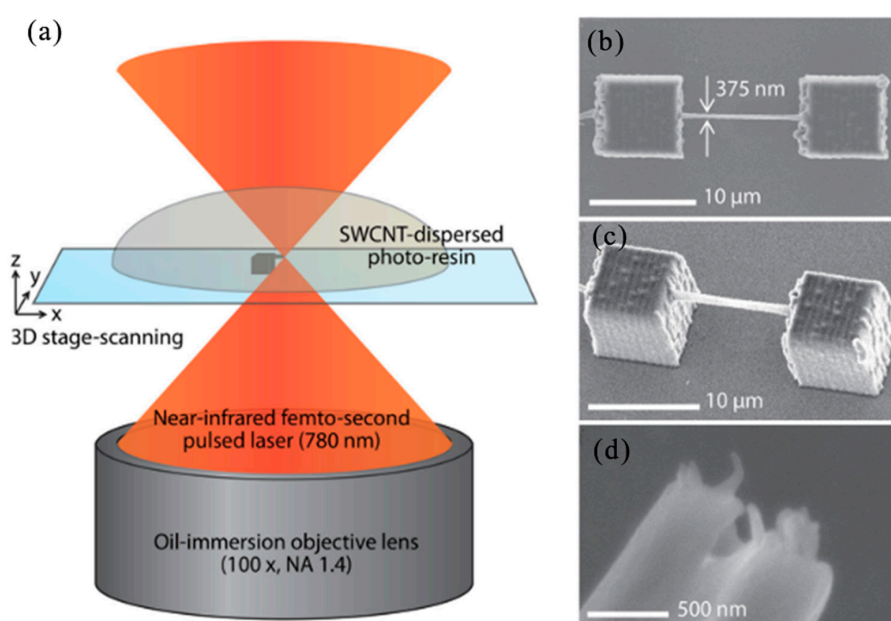 (a)
SWCNT-dispersed
photo-resin
z
y
x
3D stage-scanning
Near-infrared femto-second
pulsed laser (780 nm)
Oil-immersion objective lens
(100 x, NA 1.4)
(b)
375 nm
10 μm
(c)
10 μm
(d)
500 nm